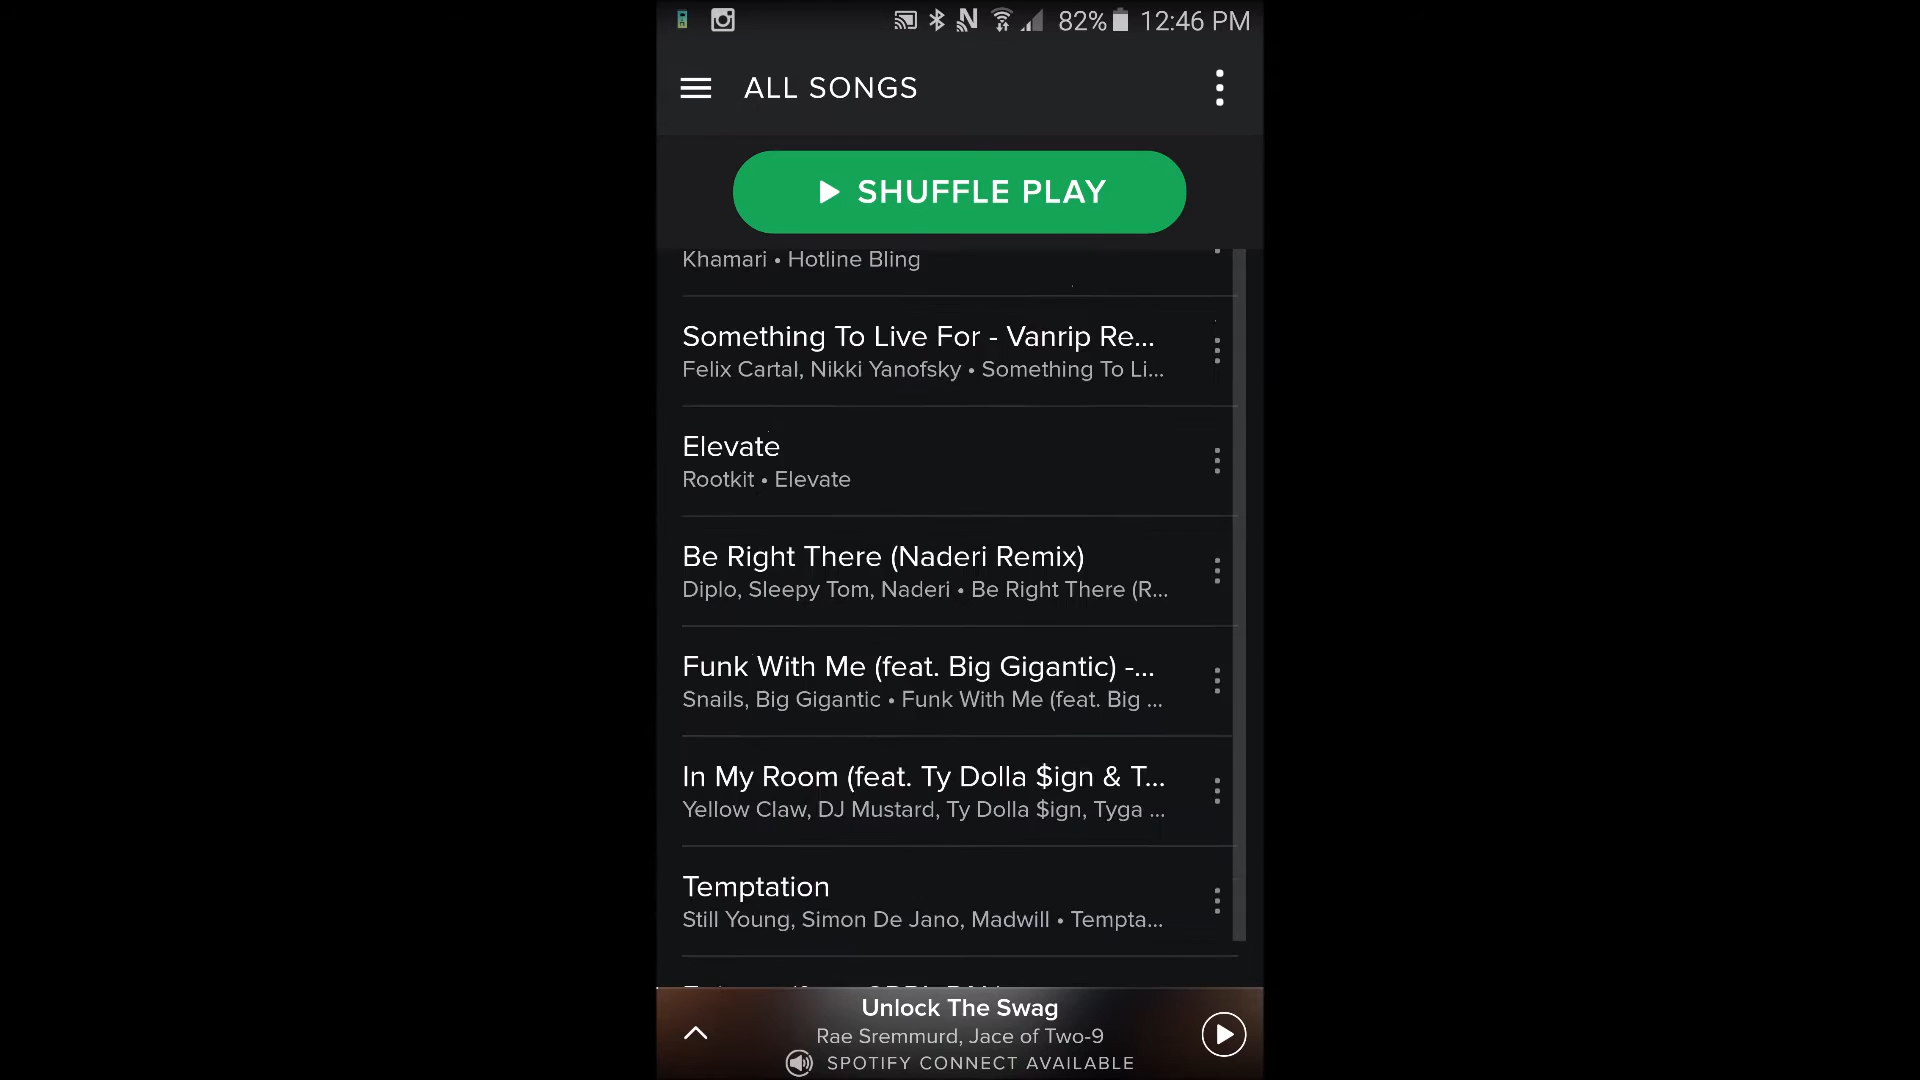 82% 12:46 PM
ALL SONGS
SHUFFLE PLAY
Khamari • Hotline Bling
Something To Live For - Vanrip Re...
Felix Cartal, Nikki Yanofsky • Something To Li...
Elevate
Rootkit • Elevate
Be Right There (Naderi Remix)
Diplo, Sleepy Tom, Naderi • Be Right There (R...
Funk With Me (feat. Big Gigantic) -...
Snails, Big Gigantic • Funk With Me (feat. Big ...
In My Room (feat. Ty Dolla $ign & T...
Yellow Claw, DJ Mustard, Ty Dolla $ign, Tyga ...
Temptation
Still Young, Simon De Jano, Madwill • Tempta...
Unlock The Swag
Rae Sremmurd, Jace of Two-9
SPOTIFY CONNECT AVAILABLE